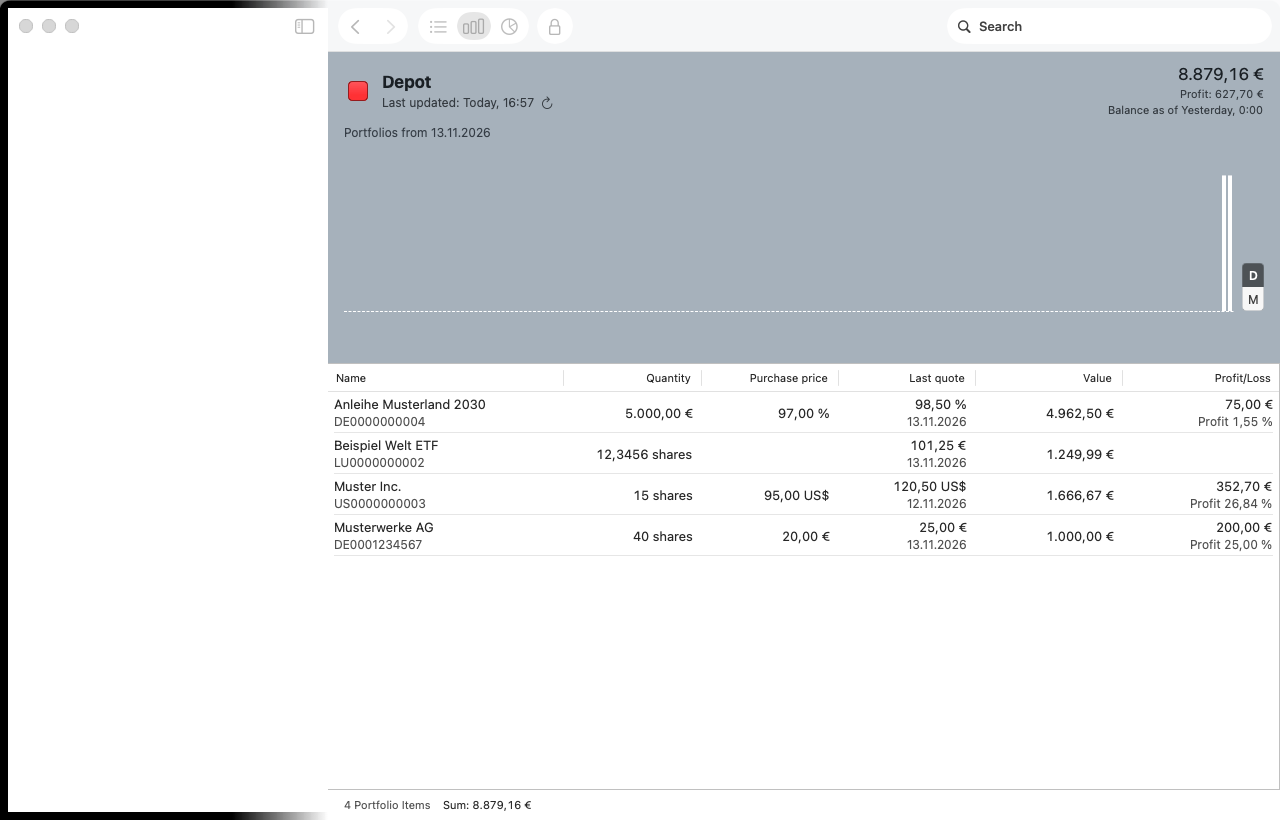 Search
Depot
8.879,16 €
Last updated: Today, 16:57
Profit: 627,70 €
Balance as of Yesterday, 0:00
Portfolios from 13.11.2026
D
M
Name Quantity Purchase price Last quote Value Profit/Loss
Anleihe Musterland 2030 5.000,00 € 97,00 % 98,50 % 4.962,50 € 75,00 €
DE0000000004 13.11.2026 Profit 1,55 %
Beispiel Welt ETF 12,3456 shares 101,25 € 1.249,99 €
LU0000000002 13.11.2026
Muster Inc. 15 shares 95,00 US$ 120,50 US$ 1.666,67 € 352,70 €
US0000000003 12.11.2026 Profit 26,84 %
Musterwerke AG 40 shares 20,00 € 25,00 € 1.000,00 € 200,00 €
DE0001234567 13.11.2026 Profit 25,00 %
4 Portfolio Items Sum: 8.879,16 €